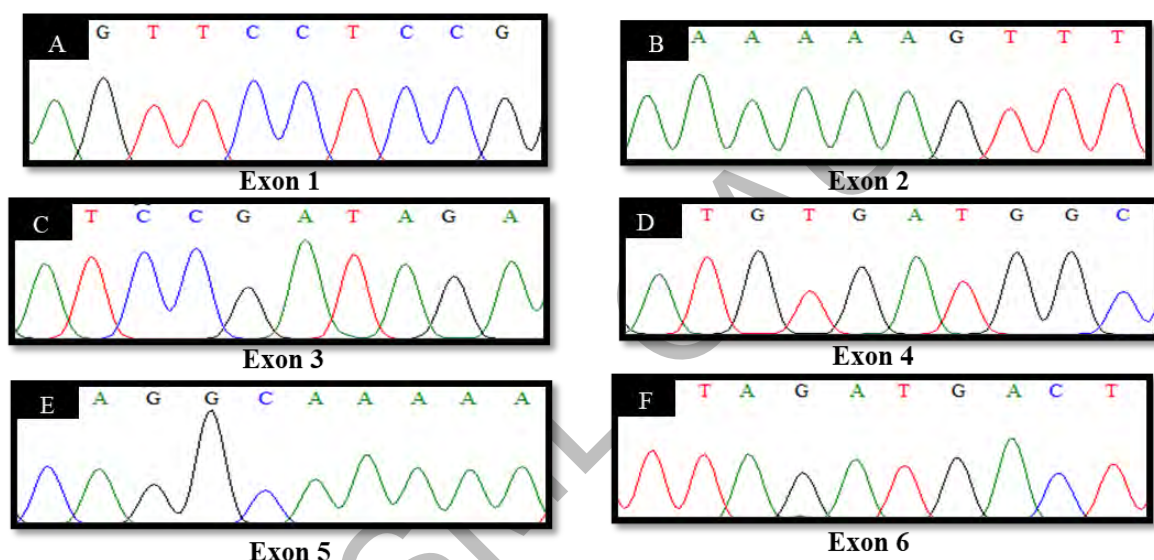 A G T T C C T C C G
B A A A A A G T T T
Exon 1
Exon 2
C T C C G A T A G A
D T G T G A T G G C
Exon 3
Exon 4
E A G G C A A A A A
F T A G A T G A C T
Exon 5
Exon 6